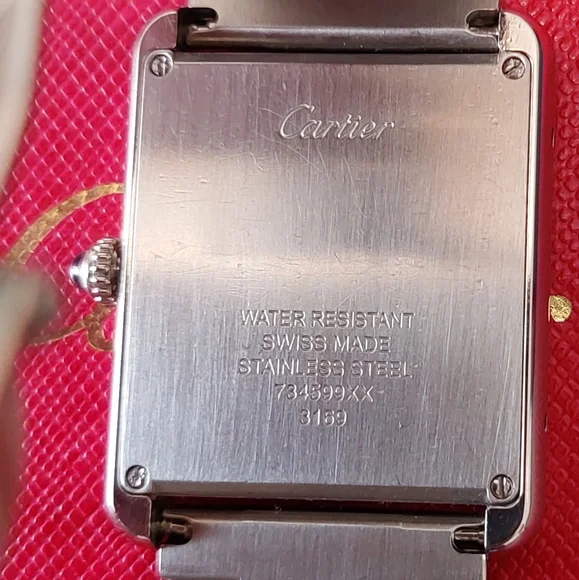 Cartier
WATER RESISTANT
SWISS MADE
STAINLESS STEEL
734599XX
3169